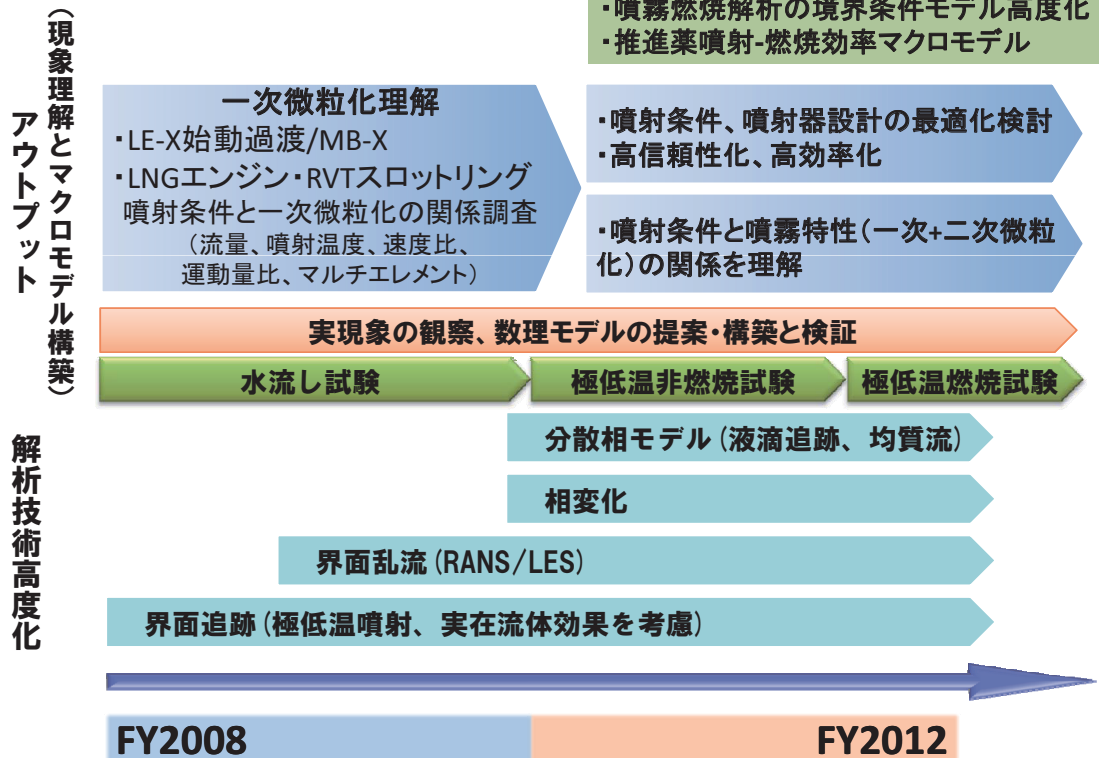 ・噴霧燃焼解析の境界条件モデル高度化
・推進薬噴射-燃焼効率マクロモデル
アウトプット
（現象理解とマクロモデル構築）
一次微粒化理解
・LE-X始動過渡/MB-X
・LNGエンジン・RVTスロットリング
噴射条件と一次微粒化の関係調査
（流量、噴射温度、速度比、
運動量比、マルチエレメント）
・噴射条件、噴射器設計の最適化検討
・高信頼性化、高効率化
・噴射条件と噴霧特性（一次+二次微粒
化）の関係を理解
実現象の観察、数理モデルの提案・構築と検証
水流し試験
極低温非燃焼試験
極低温燃焼試験
解析技術高度化
分散相モデル（液滴追跡、均質流）
相変化
界面乱流（RANS/LES）
界面追跡（極低温噴射、実在流体効果を考慮）
FY2008
FY2012